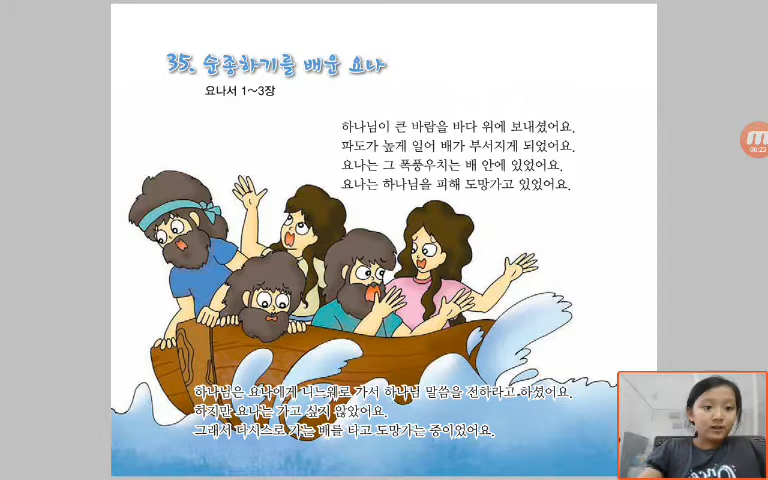 35. 순종하기를 배운 요나
요나서 1~3장
하나님이 큰 바람을 바다 위에 보내셨어요.
파도가 높게 일어 배가 부서지게 되었어요.
요나는 그 폭풍우치는 배 안에 있었어요.
요나는 하나님을 피해 도망가고 있었어요.
06:23
하나님은 요나에게 니느웨로 가서 하나님 말씀을 전하라고 하셨어요.
하지만 요나는 가고 싶지 않았어요.
그래서 다시스로 가는 배를 타고 도망가는 중이었어요.